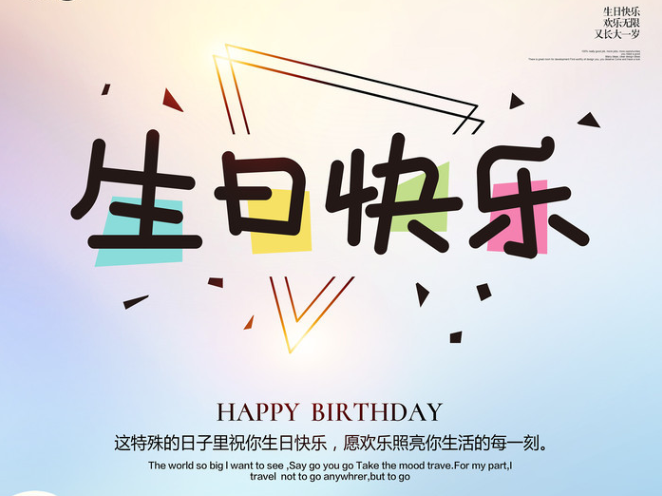 生日快乐
欢乐无限
又长大一岁
生日快乐
HAPPY BIRTHDAY
这特殊的日子里祝你生日快乐，愿欢乐照亮你生活的每一刻。
The world so big I want to see ,Say go you go Take the mood trave.For my part,I
travel not to go anywhrer,but to go